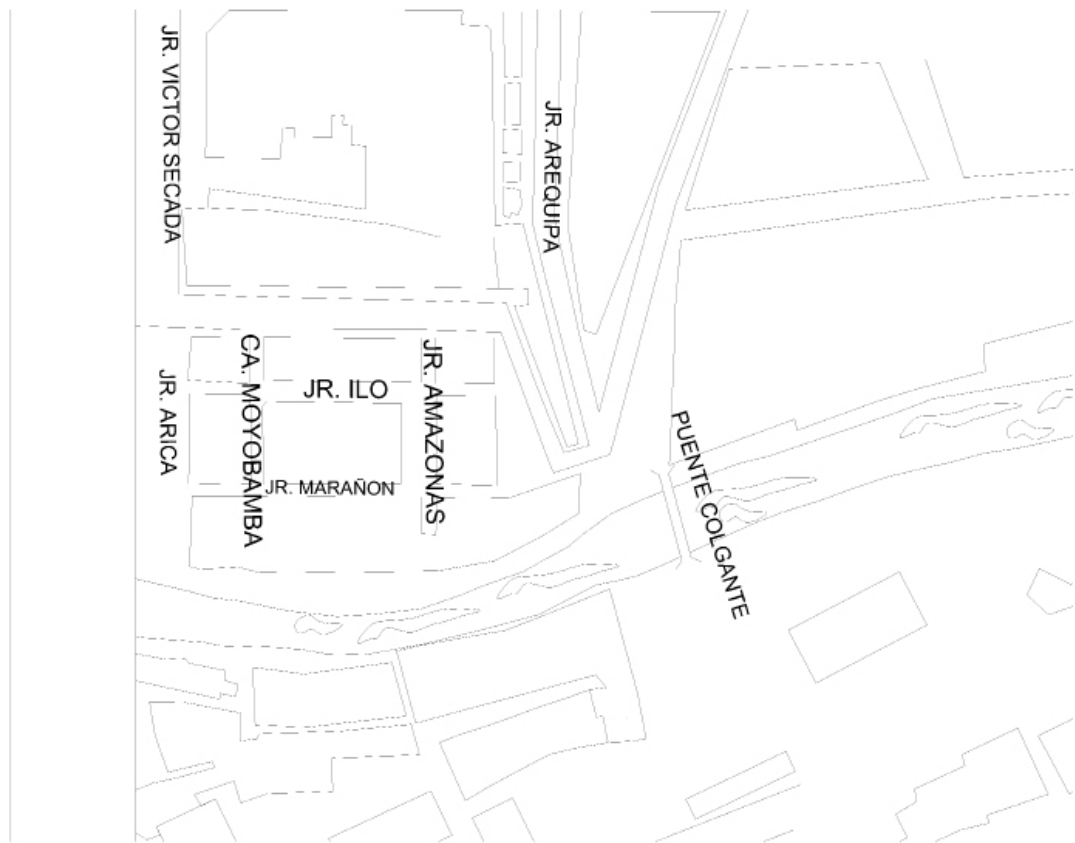 JR. VICTOR SECADA
JR. AREQUIPA
CA. MOYOBAMBA
JR. AMAZONAS
JR. ILO
JR. ARICA
JR. MARAÑON
PUENTE COLGANTE